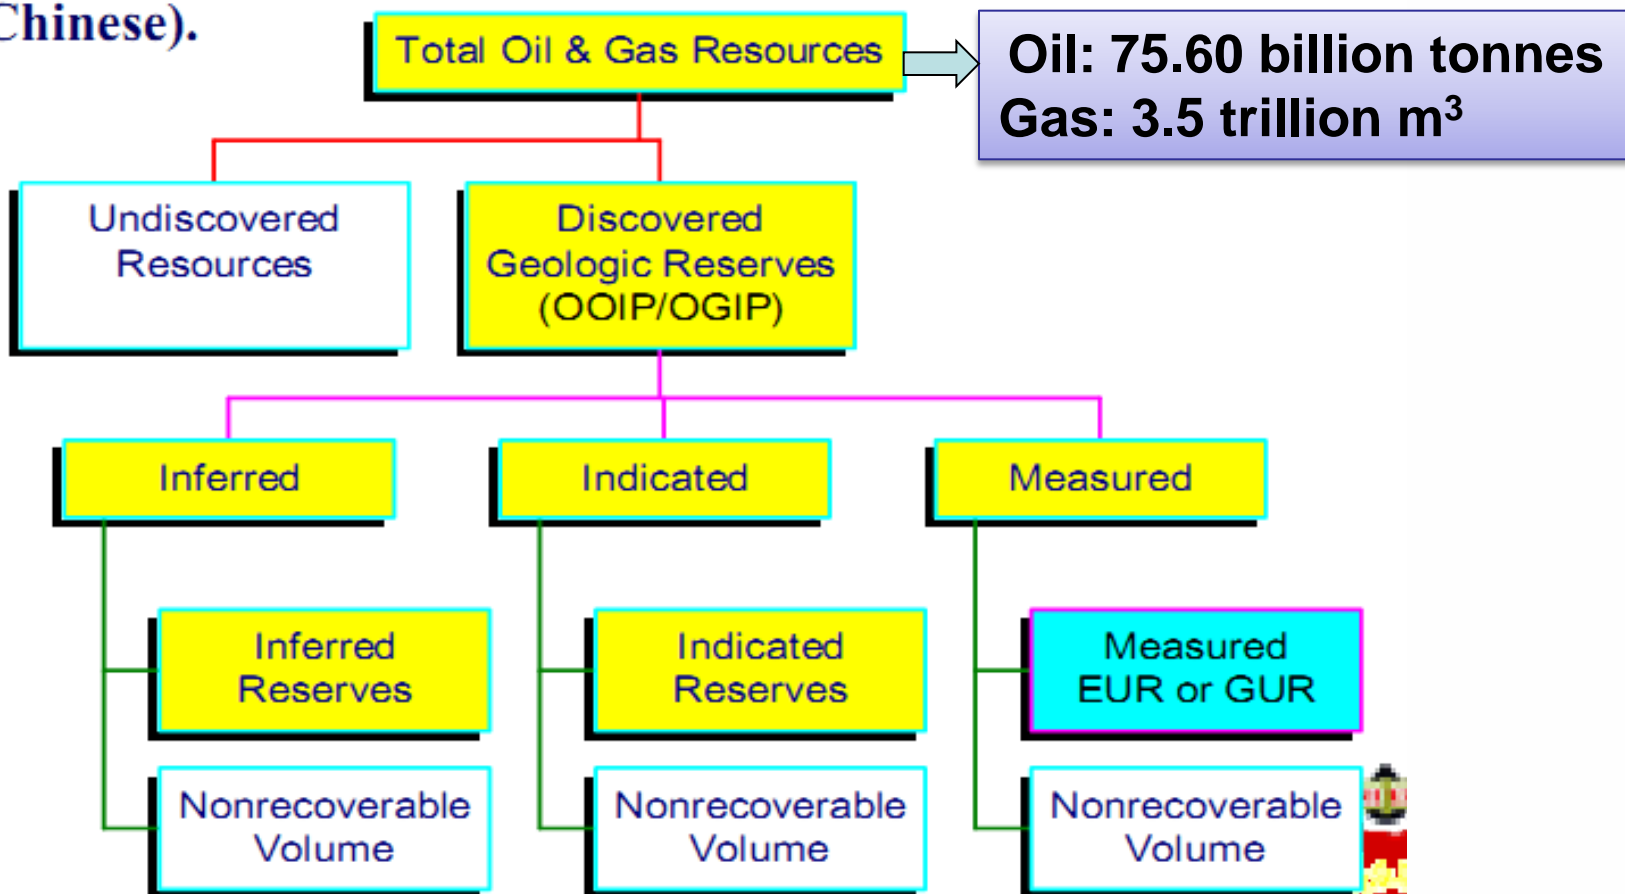 Chinese).
Total Oil & Gas Resources
Oil: 75.60 billion tonnes
Gas: 3.5 trillion m³
Undiscovered
Resources
Discovered
Geologic Reserves
(OOIP/OGIP)
Inferred
Indicated
Measured
Inferred
Reserves
Indicated
Reserves
Measured
EUR or GUR
Nonrecoverable
Volume
Nonrecoverable
Volume
Nonrecoverable
Volume